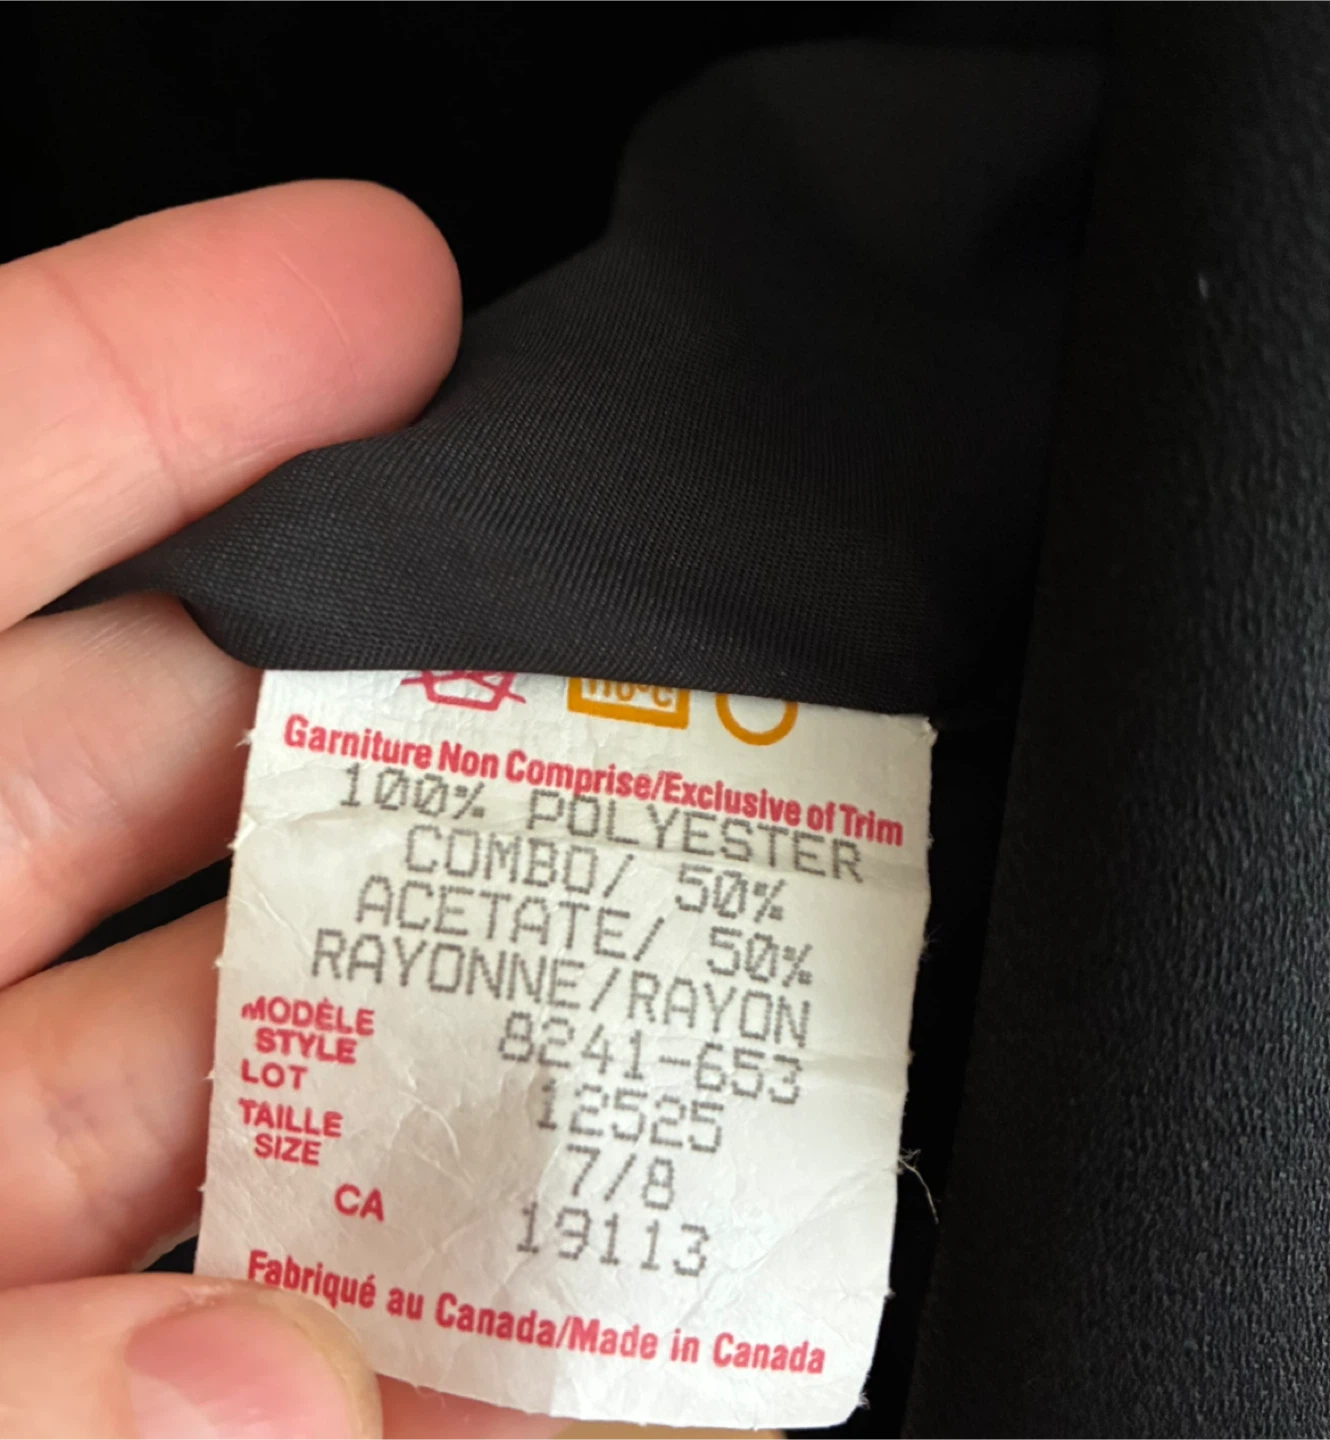 110°C
Garniture Non Comprise/Exclusive of Trim
100% POLYESTER
COMBO/ 50%
ACETATE/ 50%
RAYONNE/RAYON
MODÈLE
STYLE 8241-653
LOT 12525
TAILLE
SIZE 7/8
CA 19113
Fabriqué au Canada/Made in Canada